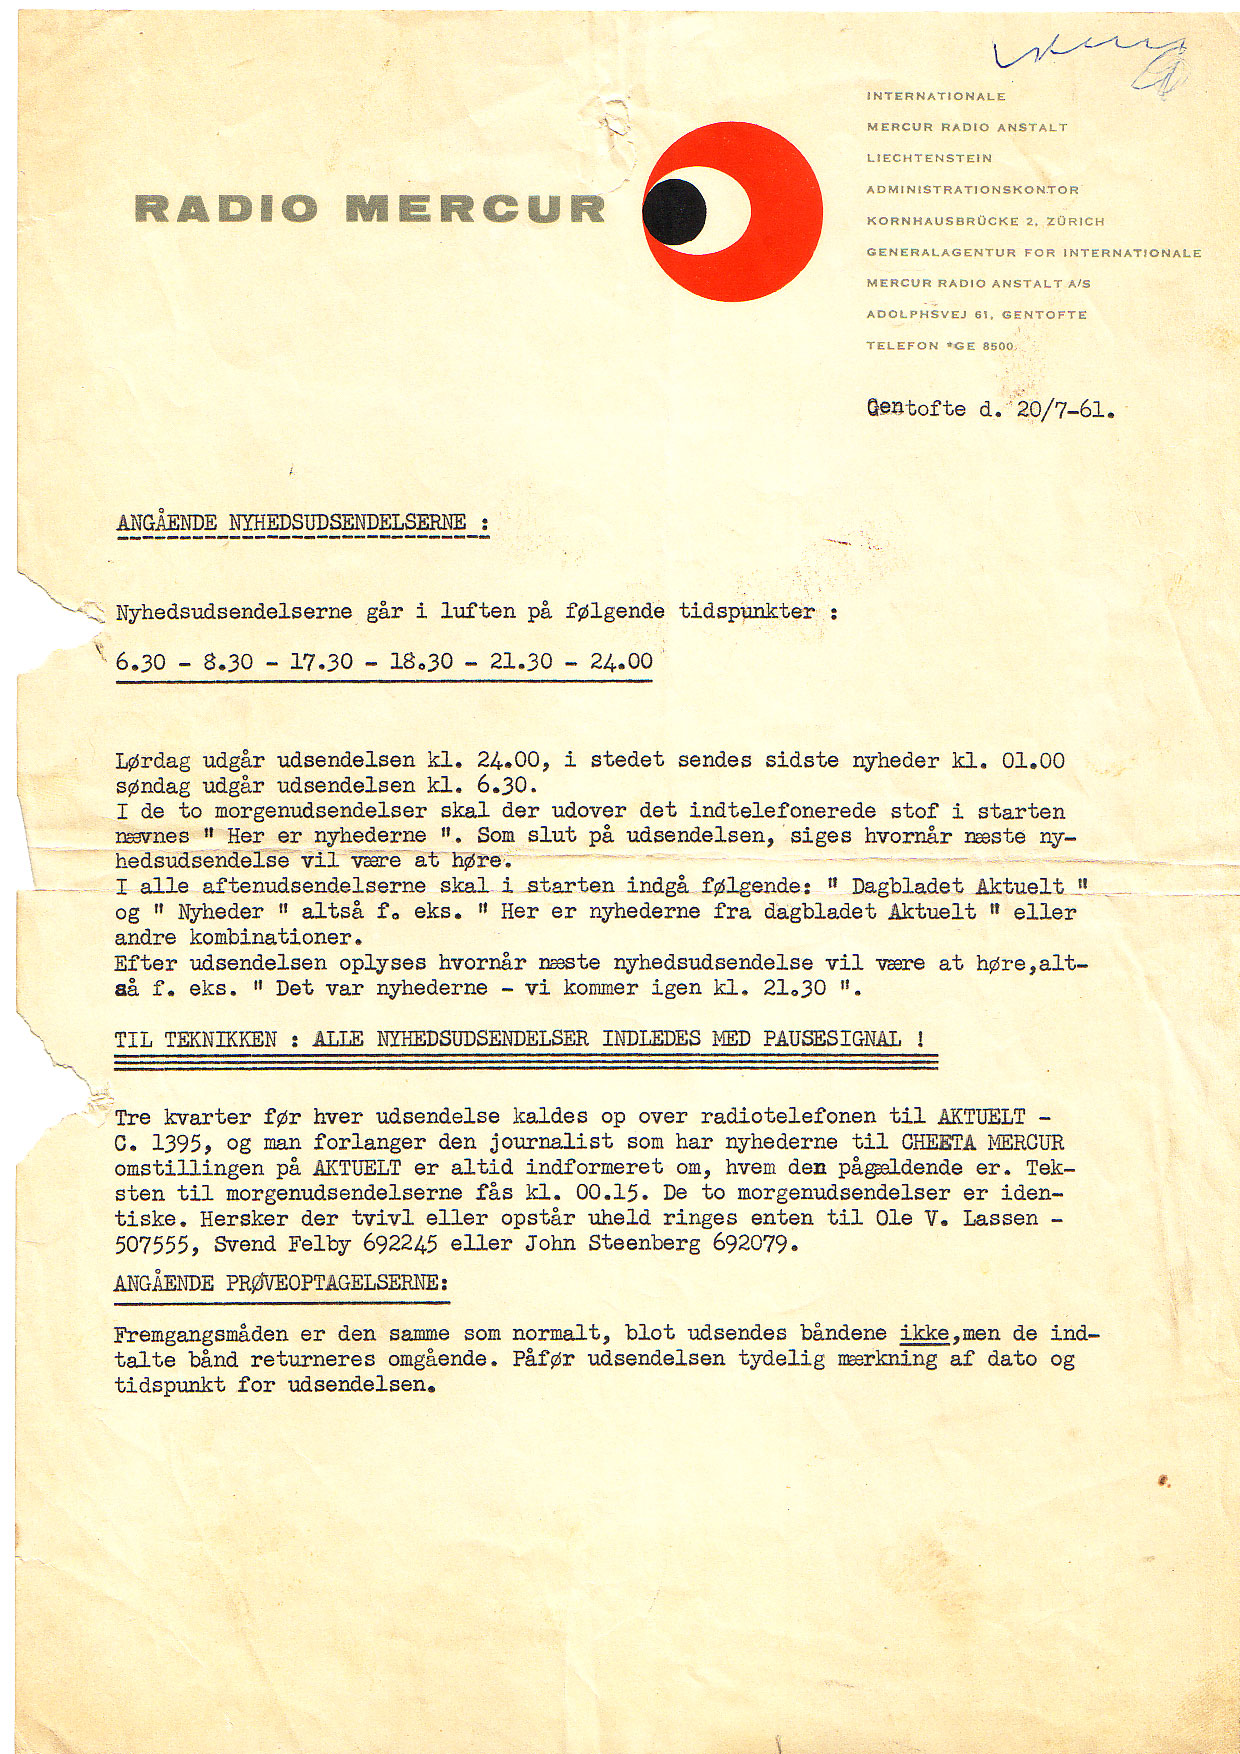 INTERNATIONALE
MERCUR RADIO ANSTALT
LIECHTENSTEIN
ADMINISTRATIONSKONTOR
KORNHAUSBRÜCKE 2, ZÜRICH
GENERALAGENTUR FOR INTERNATIONALE
MERCUR RADIO ANSTALT A/S
ADOLPHSVEJ 61, GENTOFTE
TELEFON *GE 8500
RADIO MERCUR
Gentofte d. 20/7-61.
ANGÅENDE NYHEDSUDSENDELSERNE :
Nyhedsudsendelserne går i luften på følgende tidspunkter :
6.30 - 8.30 - 17.30 - 18.30 - 21.30 - 24.00
Lørdag udgår udsendelsen kl. 24.00, i stedet sendes sidste nyheder kl. 01.00
søndag udgår udsendelsen kl. 6.30.
I de to morgenudsendelser skal der udover det indtelefonerede stof i starten
nævnes " Her er nyhederne ". Som slut på udsendelsen, siges hvornår næste ny-
hedsudsendelse vil være at høre.
I alle aftenudsendelserne skal i starten indgå følgende: " Dagbladet Aktuelt "
og " Nyheder " altså f. eks. " Her er nyhederne fra dagbladet Aktuelt " eller
andre kombinationer.
Efter udsendelsen oplyses hvornår næste nyhedsudsendelse vil være at høre,alt-
så f. eks. " Det var nyhederne - vi kommer igen kl. 21.30 ".
TIL TEKNIKKEN : ALLE NYHEDSUDSENDELSER INDLEDES MED PAUSESIGNAL !
Tre kvarter før hver udsendelse kaldes op over radiotelefonen til AKTUELT -
C. 1395, og man forlanger den journalist som har nyhederne til CHEETA MERCUR
omstillingen på AKTUELT er altid informeret om, hvem den pågældende er. Tek-
sten til morgenudsendelserne fås kl. 00.15. De to morgenudsendelser er iden-
tiske. Hersker der tvivl eller opstår uheld ringes enten til Ole V. Lassen -
507555, Svend Felby 692245 eller John Steenberg 692079.
ANGÅENDE PRØVEOPTAGELSERNE:
Fremgangsmåden er den samme som normalt, blot udsendes båndene ikke,men de ind-
talte bånd returneres omgående. Påfør udsendelsen tydelig mærkning af dato og
tidspunkt for udsendelsen.